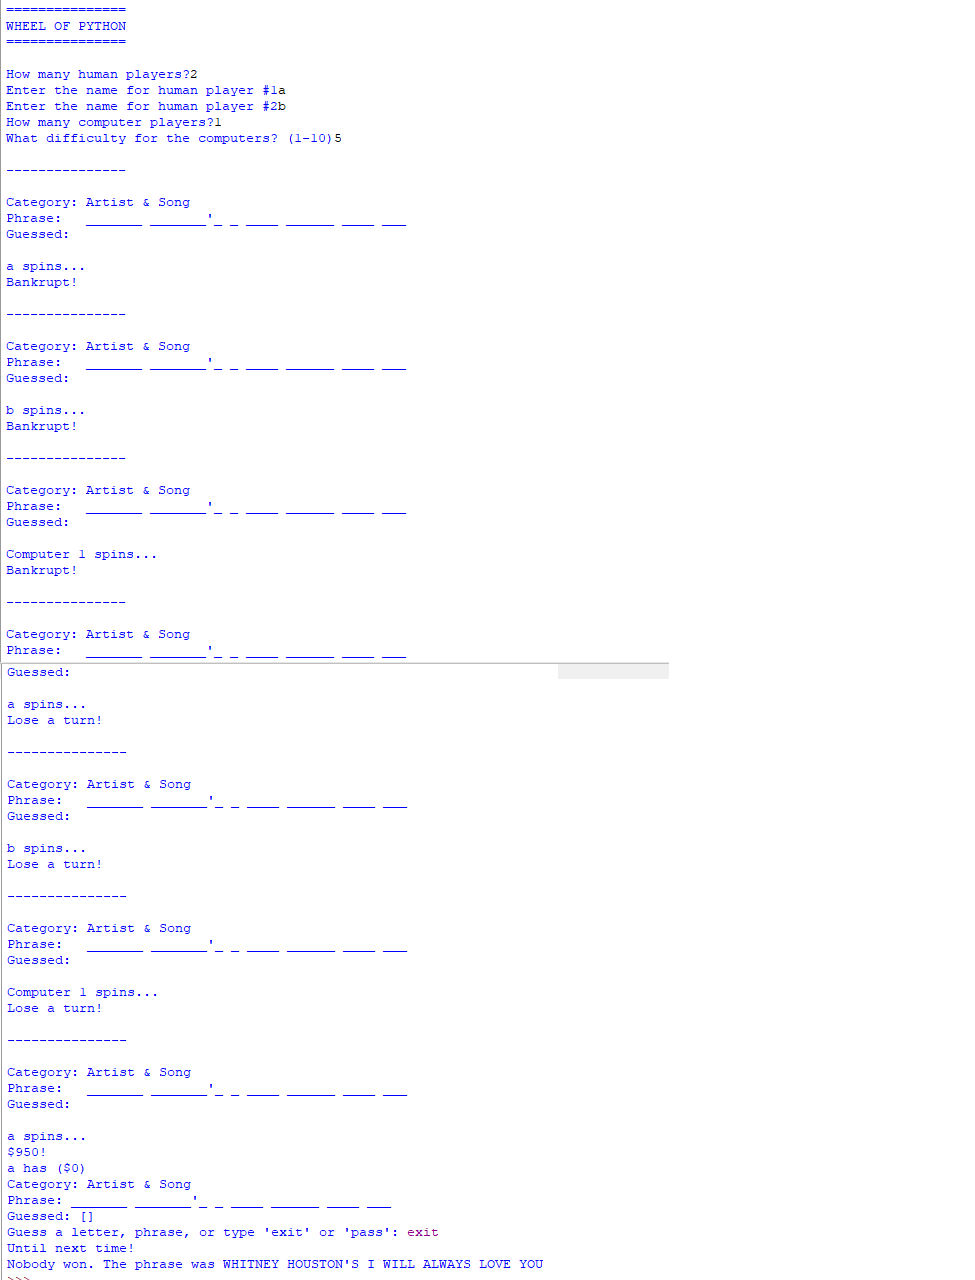 ===============
WHEEL OF PYTHON
===============
How many human players?2
Enter the name for human player #1a
Enter the name for human player #2b
How many computer players?1
What difficulty for the computers? (1-10)5
---------------
Category: Artist & Song
Phrase:   _______ _______'_ _ ____ ______ ____ ___
Guessed:
a spins...
Bankrupt!
---------------
Category: Artist & Song
Phrase:   _______ _______'_ _ ____ ______ ____ ___
Guessed:
b spins...
Bankrupt!
---------------
Category: Artist & Song
Phrase:   _______ _______'_ _ ____ ______ ____ ___
Guessed:
Computer 1 spins...
Bankrupt!
---------------
Category: Artist & Song
Phrase:   _______ _______'_ _ ____ ______ ____ ___
Guessed:
a spins...
Lose a turn!
---------------
Category: Artist & Song
Phrase:   _______ _______'_ _ ____ ______ ____ ___
Guessed:
b spins...
Lose a turn!
---------------
Category: Artist & Song
Phrase:   _______ _______'_ _ ____ ______ ____ ___
Guessed:
Computer 1 spins...
Lose a turn!
---------------
Category: Artist & Song
Phrase:   _______ _______'_ _ ____ ______ ____ ___
Guessed:
a spins...
$950!
a has ($0)
Category: Artist & Song
Phrase: _______ _______'_ _ ____ ______ ____ ___
Guessed: []
Guess a letter, phrase, or type 'exit' or 'pass': exit
Until next time!
Nobody won. The phrase was WHITNEY HOUSTON'S I WILL ALWAYS LOVE YOU
>>>